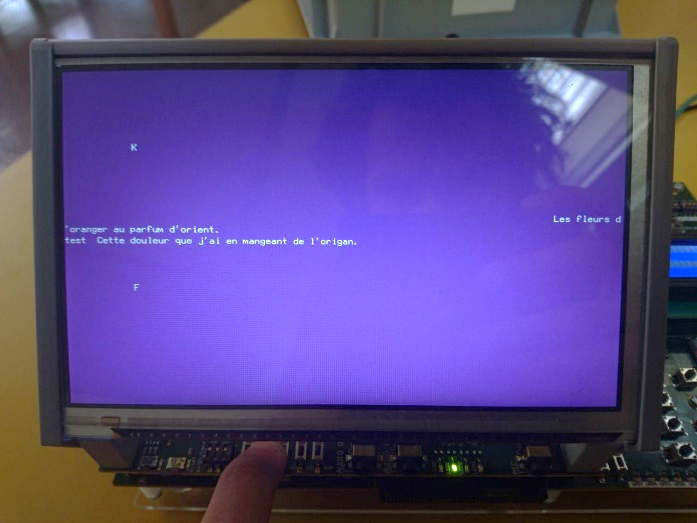 K
Les fleurs d
'oranger au parfum d'orient.
test Cette douleur que j'ai en mangeant de l'origan.
F